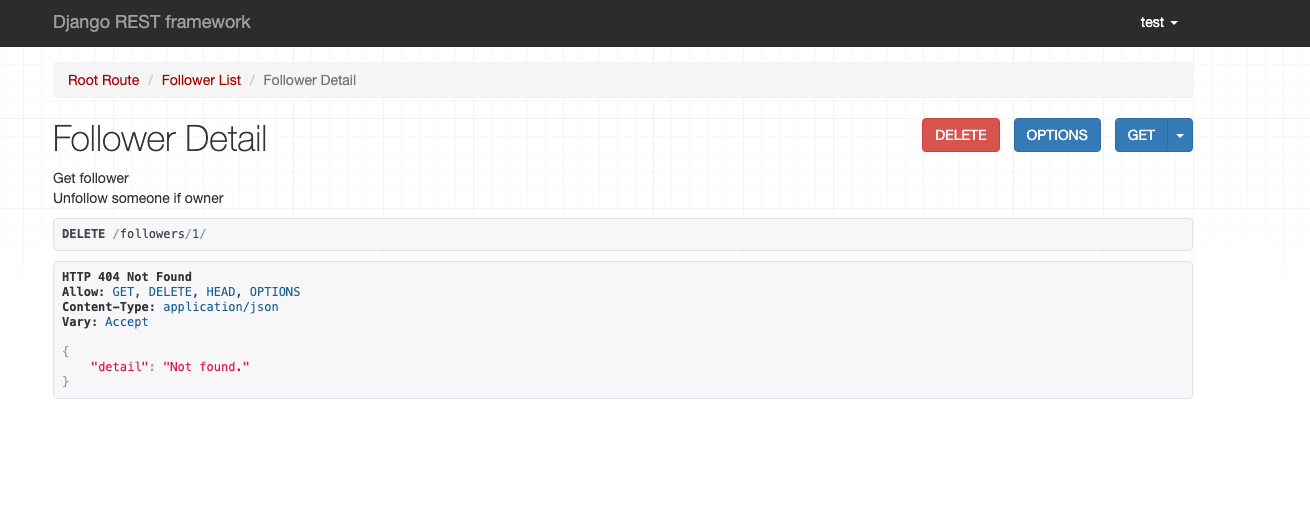 Django REST framework
test
Root Route / Follower List / Follower Detail
Follower Detail
DELETE
OPTIONS
GET
Get follower
Unfollow someone if owner
DELETE /followers/1/
HTTP 404 Not Found
Allow: GET, DELETE, HEAD, OPTIONS
Content-Type: application/json
Vary: Accept
{
    "detail": "Not found."
}